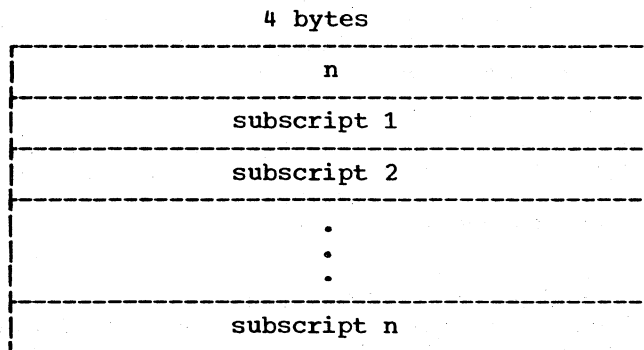 4 bytes
n
subscript 1
subscript 2
.
.
.
subscript n